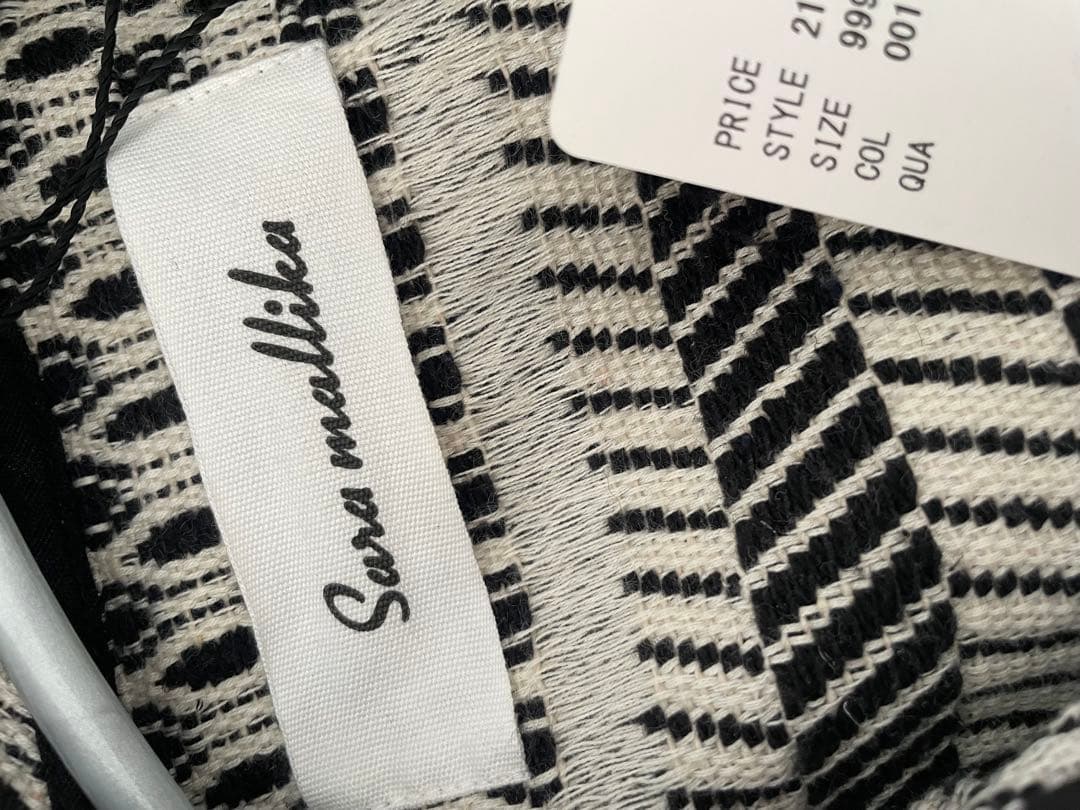 Sara mallika
PRICE
STYLE 21
SIZE 999
COL 001
QUA